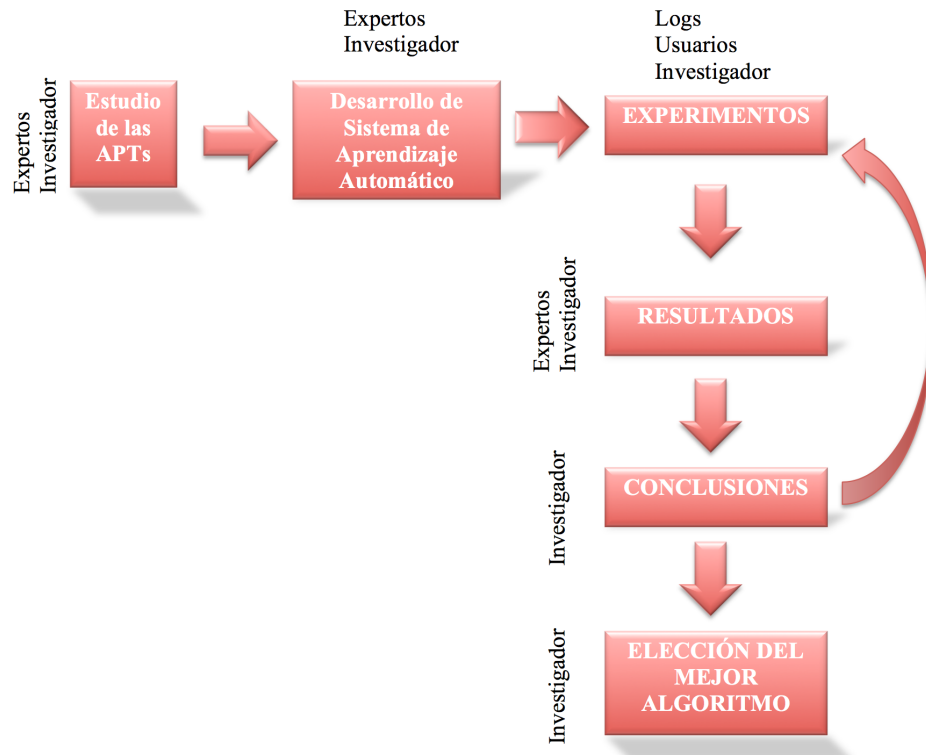 Expertos
Investigador
Estudio
de las
APTs
Expertos
Investigador
Desarrollo de
Sistema de
Aprendizaje
Automático
Logs
Usuarios
Investigador
EXPERIMENTOS
Expertos
Investigador
RESULTADOS
Investigador
CONCLUSIONES
Investigador
ELECCIÓN DEL
MEJOR
ALGORITMO